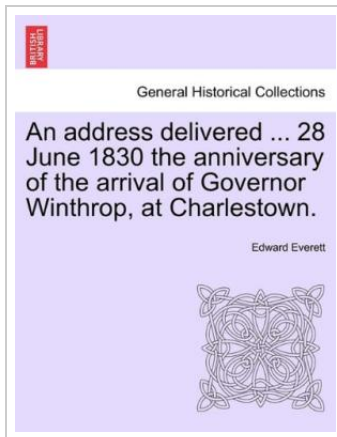 BRITISH
LIBRARY
General Historical Collections
An address delivered ... 28
June 1830 the anniversary
of the arrival of Governor
Winthrop, at Charlestown.
Edward Everett